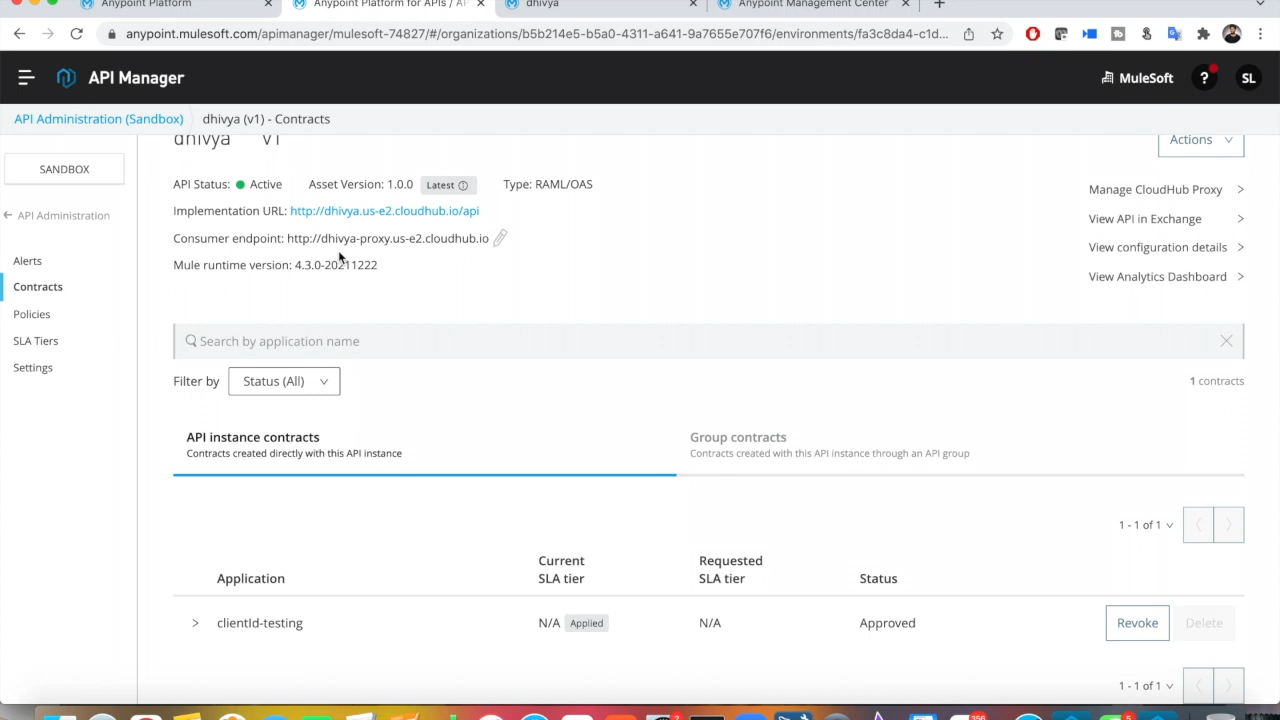 Anypoint Platform
Anypoint Platform for APIs / AP
dhivya
Anypoint Management Center
anypoint.mulesoft.com/apimanager/mulesoft-74827/#/organizations/b5b214e5-b5a0-4311-a641-9a7655e707f6/environments/fa3c8da4-c1d...
API Manager
MuleSoft
?
SL
API Administration (Sandbox)
dhivya (v1) - Contracts
dhivya v1
Actions
SANDBOX
API Status: Active Asset Version: 1.0.0 Latest Type: RAML/OAS
Manage CloudHub Proxy
Implementation URL: http://dhivya.us-e2.cloudhub.io/api
API Administration
View API in Exchange
Consumer endpoint: http://dhivya-proxy.us-e2.cloudhub.io
View configuration details
Mule runtime version: 4.3.0-20211222
View Analytics Dashboard
Alerts
Contracts
Policies
SLA Tiers
Settings
Search by application name
Filter by Status (All)
1 contracts
API instance contracts
Contracts created directly with this API instance
Group contracts
Contracts created with this API instance through an API group
1 - 1 of 1
Application
Current
SLA tier
Requested
SLA tier
Status
clientId-testing
N/A Applied
N/A
Approved
Revoke
Delete
1 - 1 of 1
2
356
5